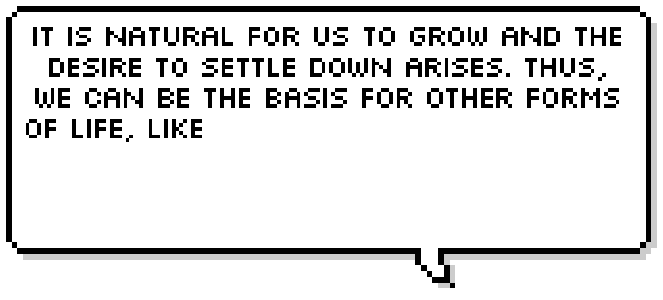 IT IS NATURAL FOR US TO GROW AND THE
DESIRE TO SETTLE DOWN ARISES. THUS,
WE CAN BE THE BASIS FOR OTHER FORMS
OF LIFE, LIKE